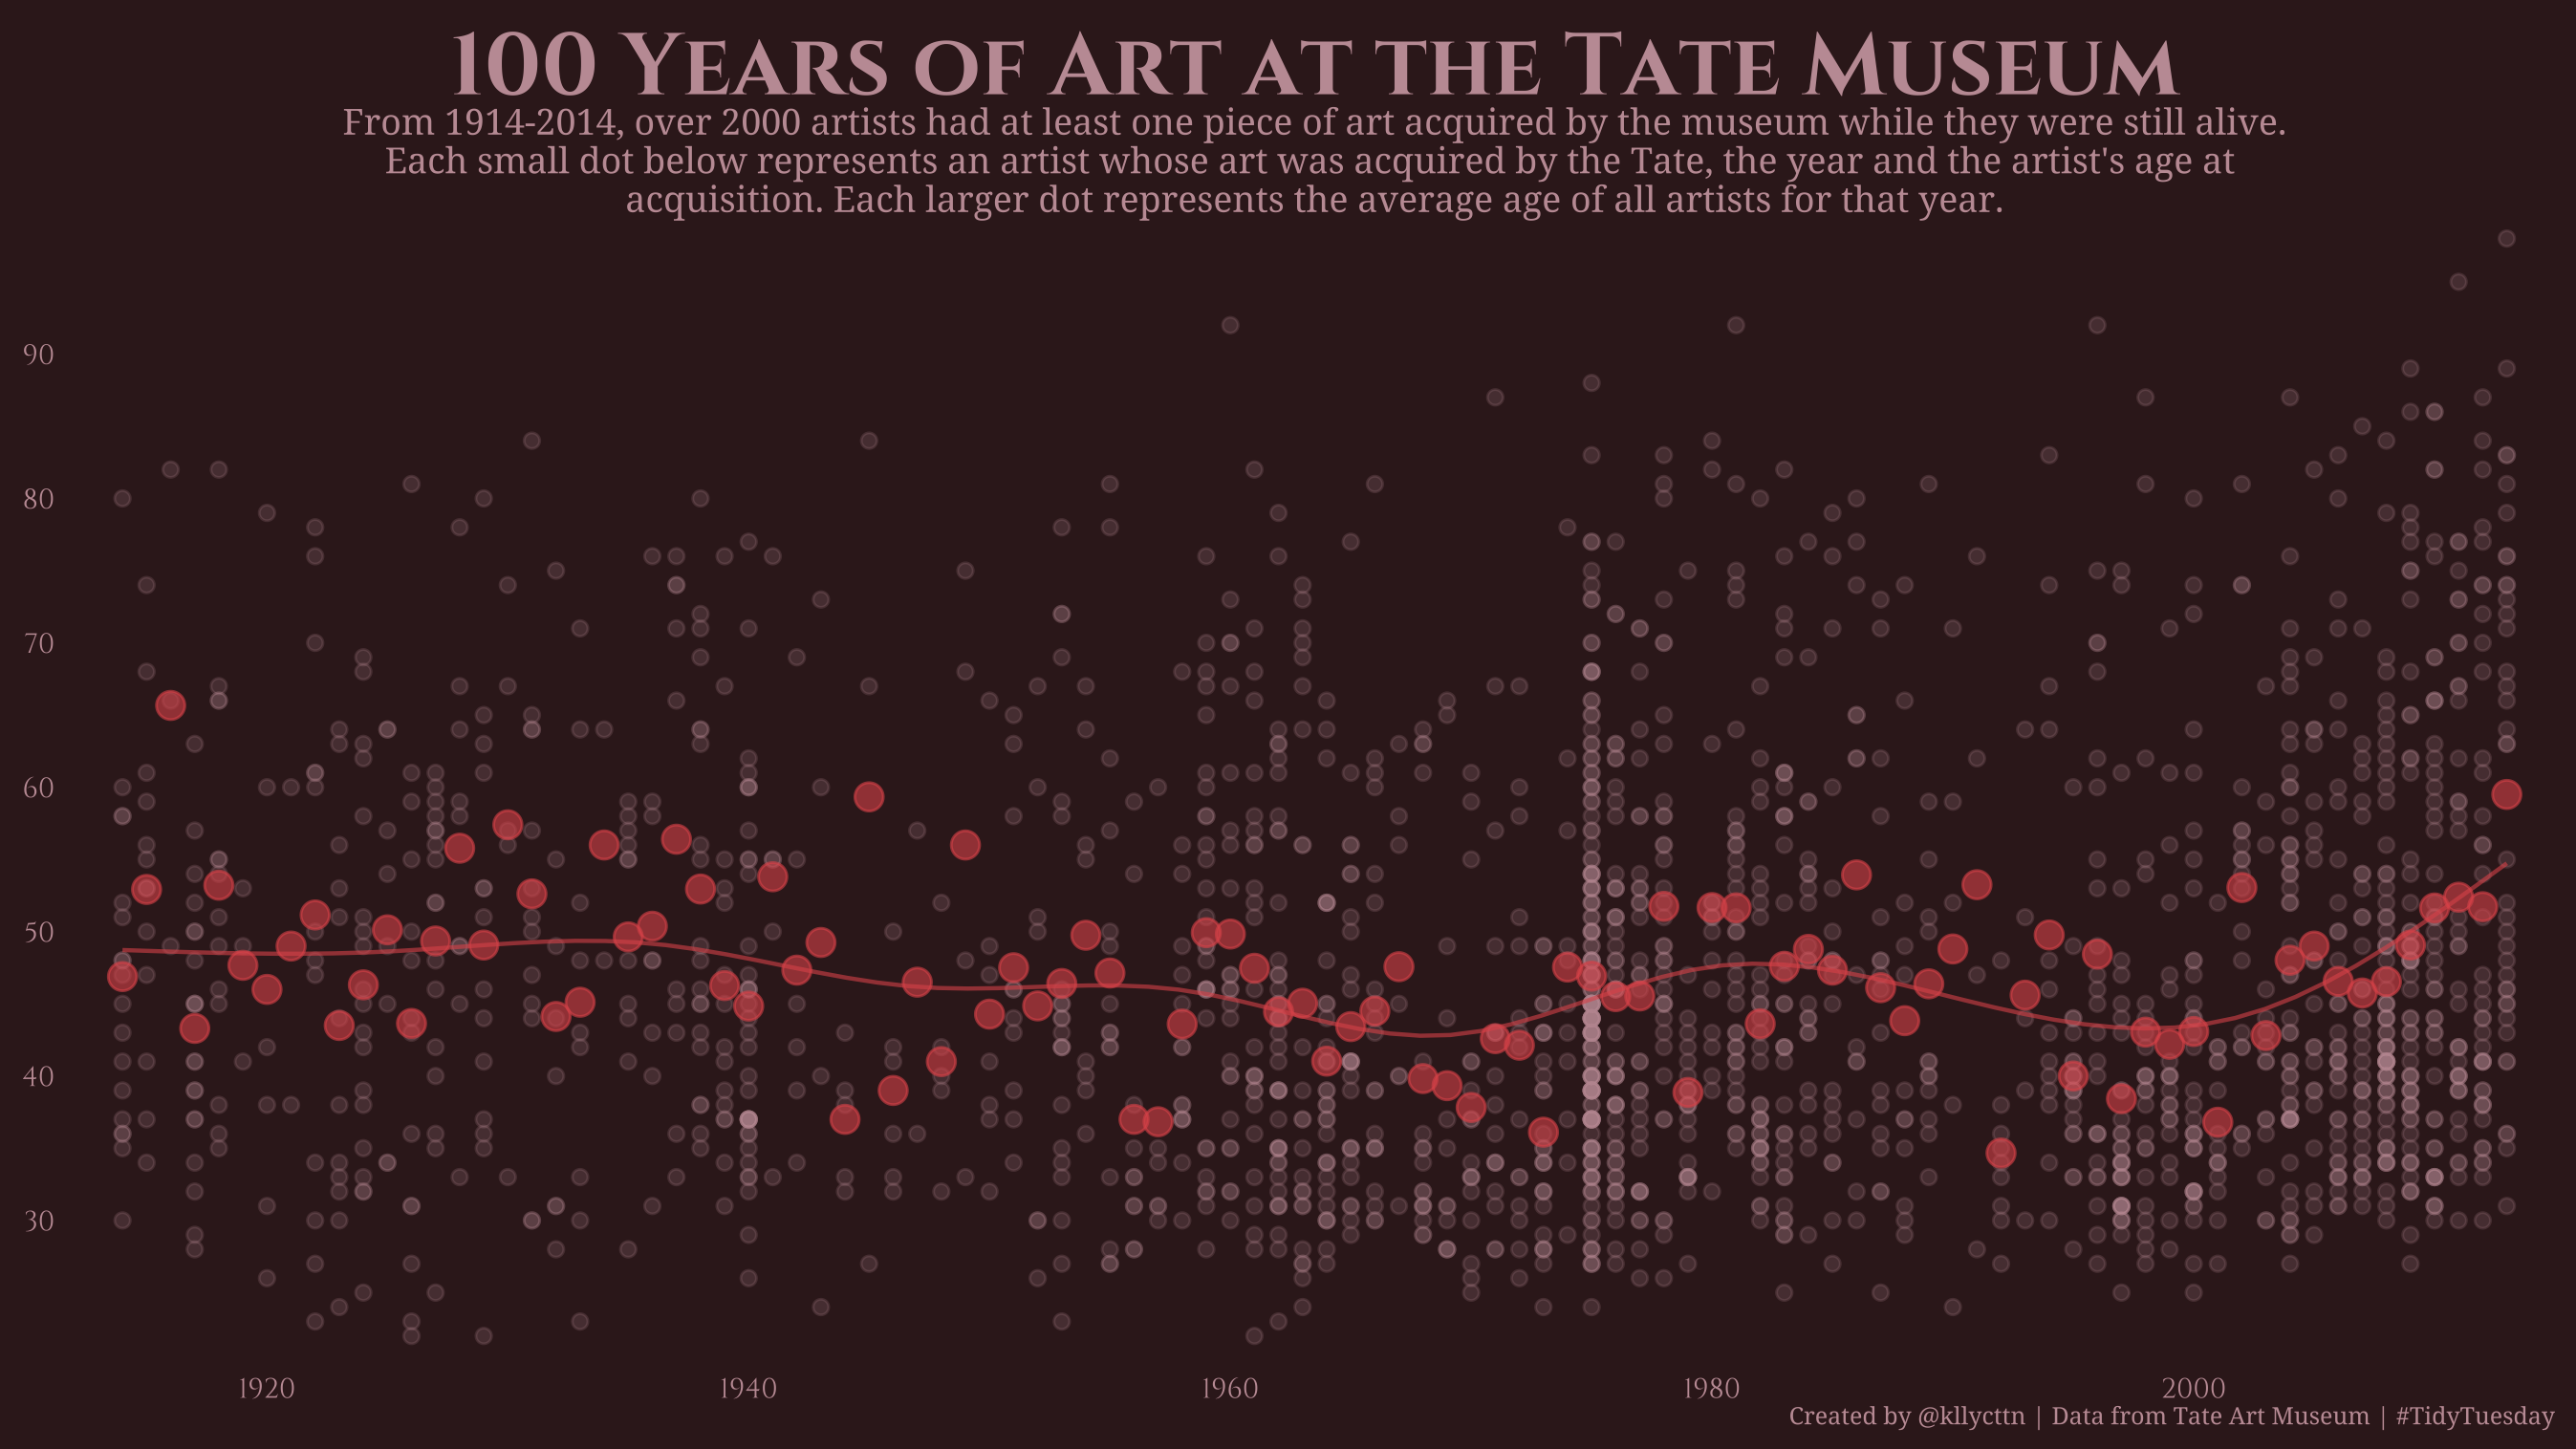 100 Years of Art at the Tate Museum
From 1914-2014, over 2000 artists had at least one piece of art acquired by the museum while they were still alive.
Each small dot below represents an artist whose art was acquired by the Tate, the year and the artist's age at
acquisition. Each larger dot represents the average age of all artists for that year.
90
80
70
60
50
40
30
1920 1940 1960 1980 2000
Created by @kllycttn | Data from Tate Art Museum | #TidyTuesday